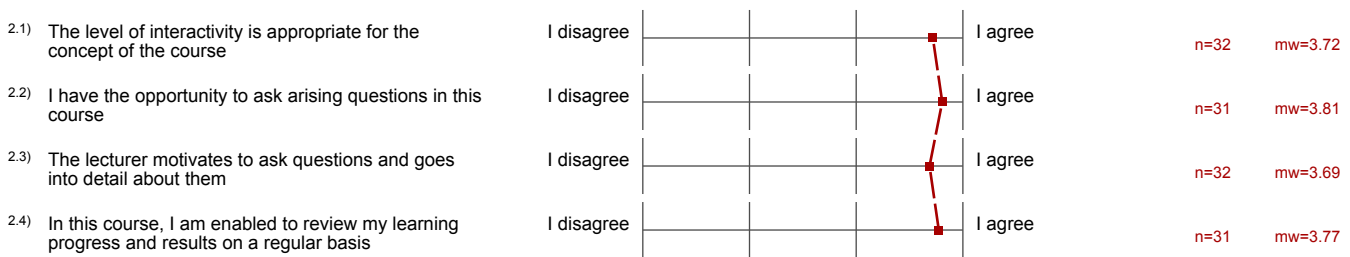 2.1) The level of interactivity is appropriate for the I disagree I agree
concept of the course n=32 mw=3.72
2.2) I have the opportunity to ask arising questions in this I disagree I agree
course n=31 mw=3.81
2.3) The lecturer motivates to ask questions and goes I disagree I agree
into detail about them n=32 mw=3.69
2.4) In this course, I am enabled to review my learning I disagree I agree
progress and results on a regular basis n=31 mw=3.77